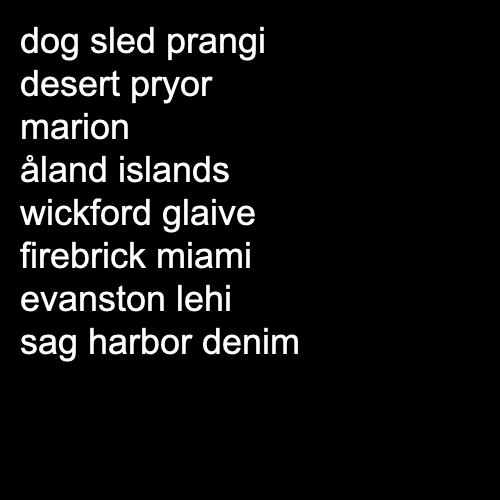 dog sled prangi
desert pryor
marion
åland islands
wickford glaive
firebrick miami
evanston lehi
sag harbor denim